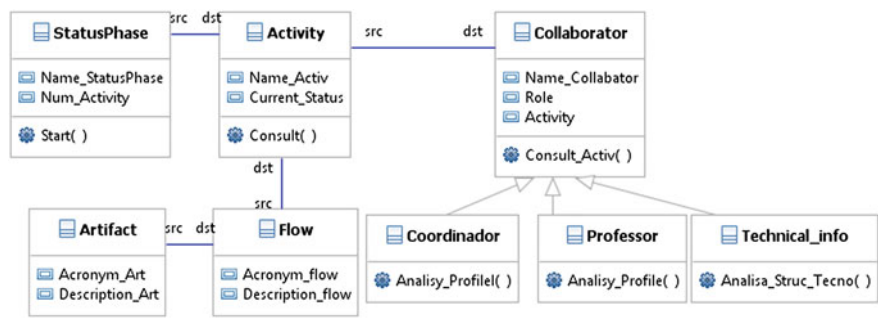 src dst
StatusPhase
Name_StatusPhase
Num_Activity
Start( )
Activity
Name_Activ
Current_Status
Consult( )
src dst
Collaborator
Name_Collabator
Role
Activity
Consult_Activ( )
dst
src
Artifact
Acronym_Art
Description_Art
src dst
Flow
Acronym_flow
Description_flow
Coordinador
Analisy_Profilel( )
Professor
Analisy_Profile( )
Technical_info
Analisa_Struc_Tecno( )